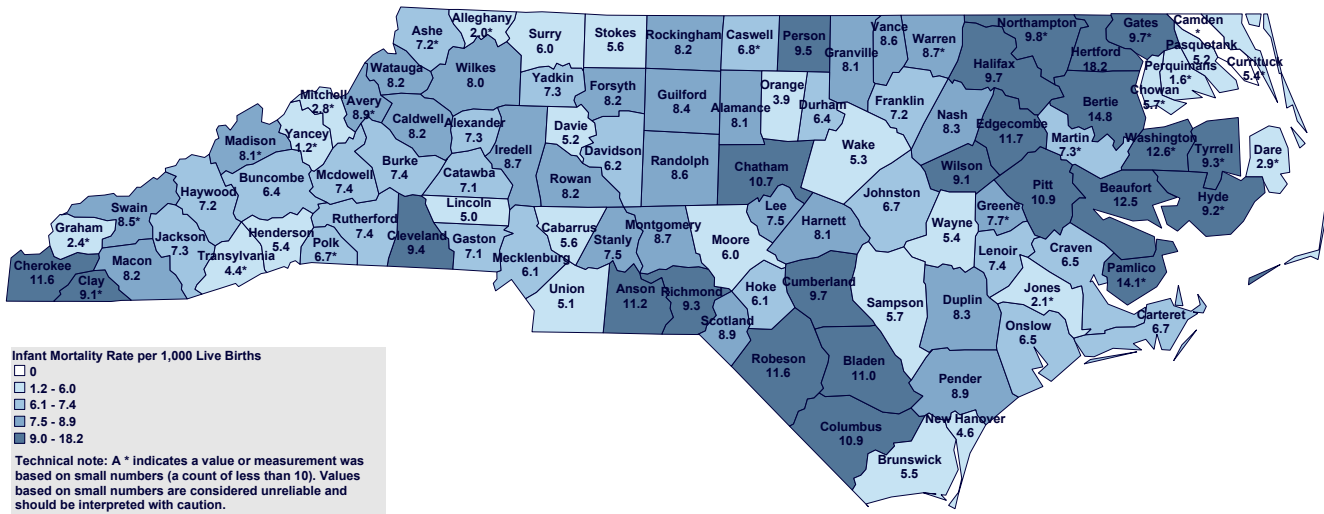 Ashe
7.2*
Alleghany
2.0*
Surry
6.0
Stokes
5.6
Rockingham
8.2
Caswell
6.8*
Person
9.5
Granville
8.1
Vance
8.6
Warren
8.7*
Northampton
9.8*
Halifax
9.7
Hertford
18.2
Gates
9.7*
Camden
*
Pasquotank
5.2
Currituck
5.4*
Perquimans
1.6*
Chowan
5.7*
Bertie
14.8
Watauga
8.2
Wilkes
8.0
Yadkin
7.3
Forsyth
8.2
Guilford
8.4
Alamance
8.1
Orange
3.9
Durham
6.4
Franklin
7.2
Nash
8.3
Edgecombe
11.7
Martin
7.3*
Washington
12.6*
Tyrrell
9.3*
Dare
2.9*
Mitchell
2.8*
Avery
8.9*
Caldwell
8.2
Alexander
7.3
Iredell
8.7
Davie
5.2
Davidson
6.2
Randolph
8.6
Chatham
10.7
Wake
5.3
Wilson
9.1
Pitt
10.9
Beaufort
12.5
Hyde
9.2*
Madison
8.1*
Yancey
1.2*
Burke
7.4
Mcdowell
7.4
Catawba
7.1
Rowan
8.2
Johnston
6.7
Greene
7.7*
Haywood
7.2
Buncombe
6.4
Lincoln
5.0
Swain
8.5*
Graham
2.4*
Jackson
7.3
Transylvania
4.4*
Henderson
5.4
Polk
6.7*
Rutherford
7.4
Cleveland
9.4
Gaston
7.1
Mecklenburg
6.1
Cabarrus
5.6
Stanly
7.5
Montgomery
8.7
Moore
6.0
Lee
7.5
Harnett
8.1
Wayne
5.4
Lenoir
7.4
Craven
6.5
Pamlico
14.1*
Cherokee
11.6
Clay
9.1*
Macon
8.2
Union
5.1
Anson
11.2
Richmond
9.3
Scotland
8.9
Hoke
6.1
Cumberland
9.7
Sampson
5.7
Duplin
8.3
Jones
2.1*
Onslow
6.5
Carteret
6.7
Robeson
11.6
Bladen
11.0
Pender
8.9
Columbus
10.9
New Hanover
4.6
Brunswick
5.5
Infant Mortality Rate per 1,000 Live Births
0
1.2 - 6.0
6.1 - 7.4
7.5 - 8.9
9.0 - 18.2
Technical note: A * indicates a value or measurement was
based on small numbers (a count of less than 10). Values
based on small numbers are considered unreliable and
should be interpreted with caution.